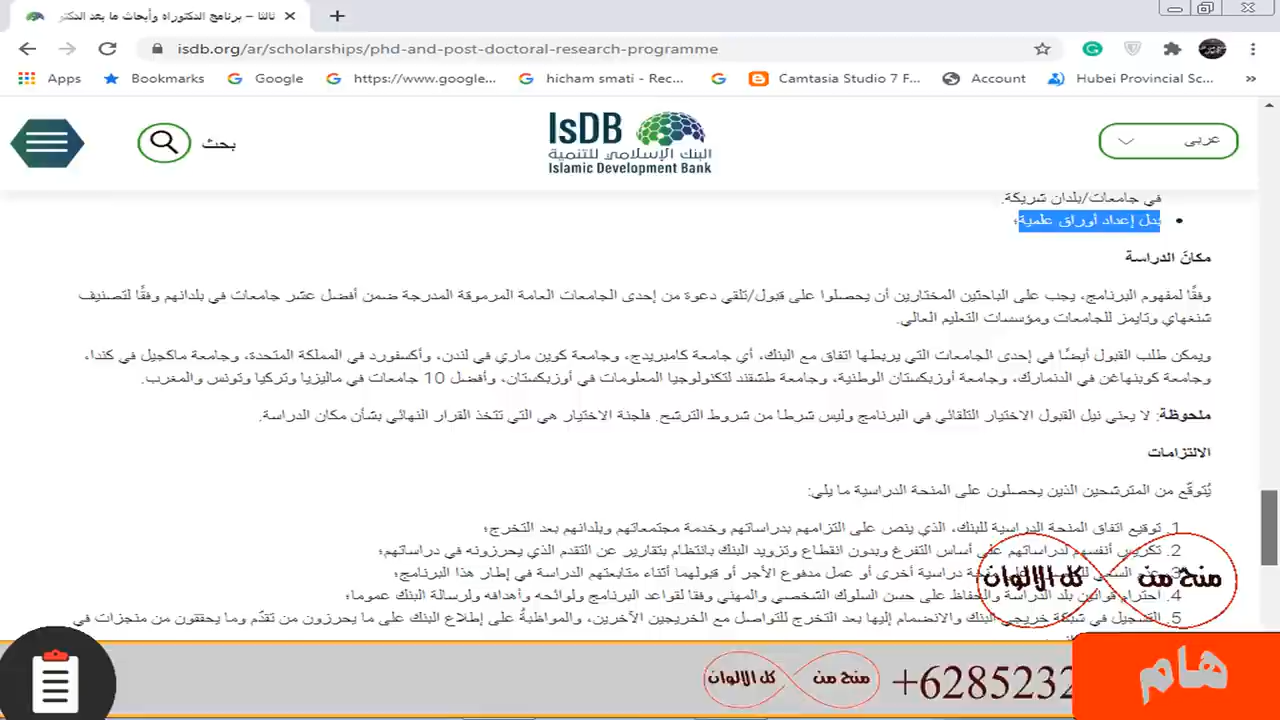 ثالثا – برنامج الدكتوراه وأبحاث ما بعد الدكتر
isdb.org/ar/scholarships/phd-and-post-doctoral-research-programme
Apps Bookmarks Google https://www.google... hicham smati - Rec... Camtasia Studio 7 F... Account Hubei Provincial Sc... »
بحث
IsDB
البنك الإسلامي للتنمية
Islamic Development Bank
عربى
في جامعات/بلدان شريكة.
بدل إعداد أوراق علمية؛
مكان الدراسة
وفقًا لمفهوم البرنامج، يجب على الباحثين المختارين أن يحصلوا على قبول/تلقي دعوة من إحدى الجامعات العامة المرموقة المدرجة ضمن أفضل عشر جامعات في بلدانهم وفقًا لتصنيف
شنغهاي وتايمز للجامعات ومؤسسات التعليم العالي.
ويمكن طلب القبول أيضًا في إحدى الجامعات التي يربطها اتفاق مع البنك، أي جامعة كامبريدج، وجامعة كوين ماري في لندن، وأكسفورد في المملكة المتحدة، وجامعة ماكجيل في كندا،
وجامعة كوبنهاغن في الدنمارك، وجامعة أوزبكستان الوطنية، وجامعة طشقند لتكنولوجيا المعلومات في أوزبكستان، وأفضل 10 جامعات في ماليزيا وتركيا وتونس والمغرب.
ملحوظة: لا يعني نيل القبول الاختيار التلقائي في البرنامج وليس شرطا من شروط الترشح. فلجنة الاختيار هي التي تتخذ القرار النهائي بشأن مكان الدراسة.
الالتزامات
يُتوقّع من المترشحين الذين يحصلون على المنحة الدراسية ما يلي:
1. توقيع اتفاق المنحة الدراسية للبنك، الذي ينص على التزامهم بدراساتهم وخدمة مجتمعاتهم وبلدانهم بعد التخرج؛
2. تكريس أنفسهم لدراساتهم على أساس التفرغ وبدون انقطاع وتزويد البنك بانتظام بتقارير عن التقدم الذي يحرزونه في دراساتهم؛
3. دراسية أخرى أو عمل مدفوع الأجر أو قبولهما أثناء متابعتهم الدراسة في إطار هذا البرنامج؛
4. احترام قوانين بلد الدراسة والحفاظ على حسن السلوك الشخصي والمهني وفقا لقواعد البرنامج ولوائحه وأهدافه ولرسالة البنك عموما؛
5. التسجيل في شبكة خريجي البنك والانضمام إليها بعد التخرج للتواصل مع الخريجين الآخرين، والمواظبةُ على إطلاع البنك على ما يحرزون من تقدّم وما يحققون من منجزات في
منح من كل الالوان
منح من كل الالوان
+6285232
هام